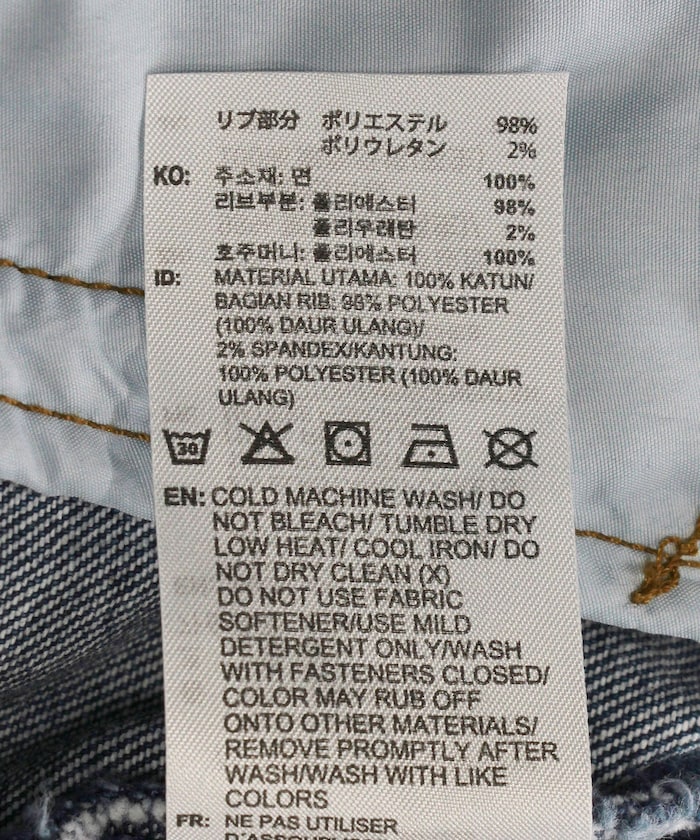 リブ部分 ポリエステル 98%
ポリウレタン 2%
KO: 주소재: 면 100%
리브부분: 폴리에스터 98%
폴리우레탄 2%
호주머니: 폴리에스터 100%
ID: MATERIAL UTAMA: 100% KATUN/
BAGIAN RIB: 98% POLYESTER
(100% DAUR ULANG)/
2% SPANDEX/KANTUNG:
100% POLYESTER (100% DAUR
ULANG)
30
EN: COLD MACHINE WASH/ DO
NOT BLEACH/ TUMBLE DRY
LOW HEAT/ COOL IRON/ DO
NOT DRY CLEAN (X)
DO NOT USE FABRIC
SOFTENER/USE MILD
DETERGENT ONLY/WASH
WITH FASTENERS CLOSED/
COLOR MAY RUB OFF
ONTO OTHER MATERIALS/
REMOVE PROMPTLY AFTER
WASH/WASH WITH LIKE
COLORS
FR: NE PAS UTILISER